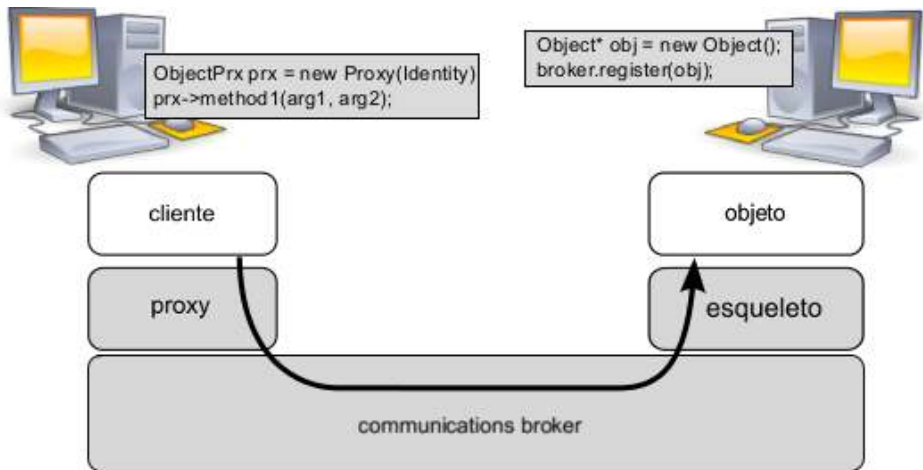 ObjectPrx prx = new Proxy(Identity)
prx->method1(arg1, arg2);
Object* obj = new Object();
broker.register(obj);
cliente
objeto
proxy
esqueleto
communications broker